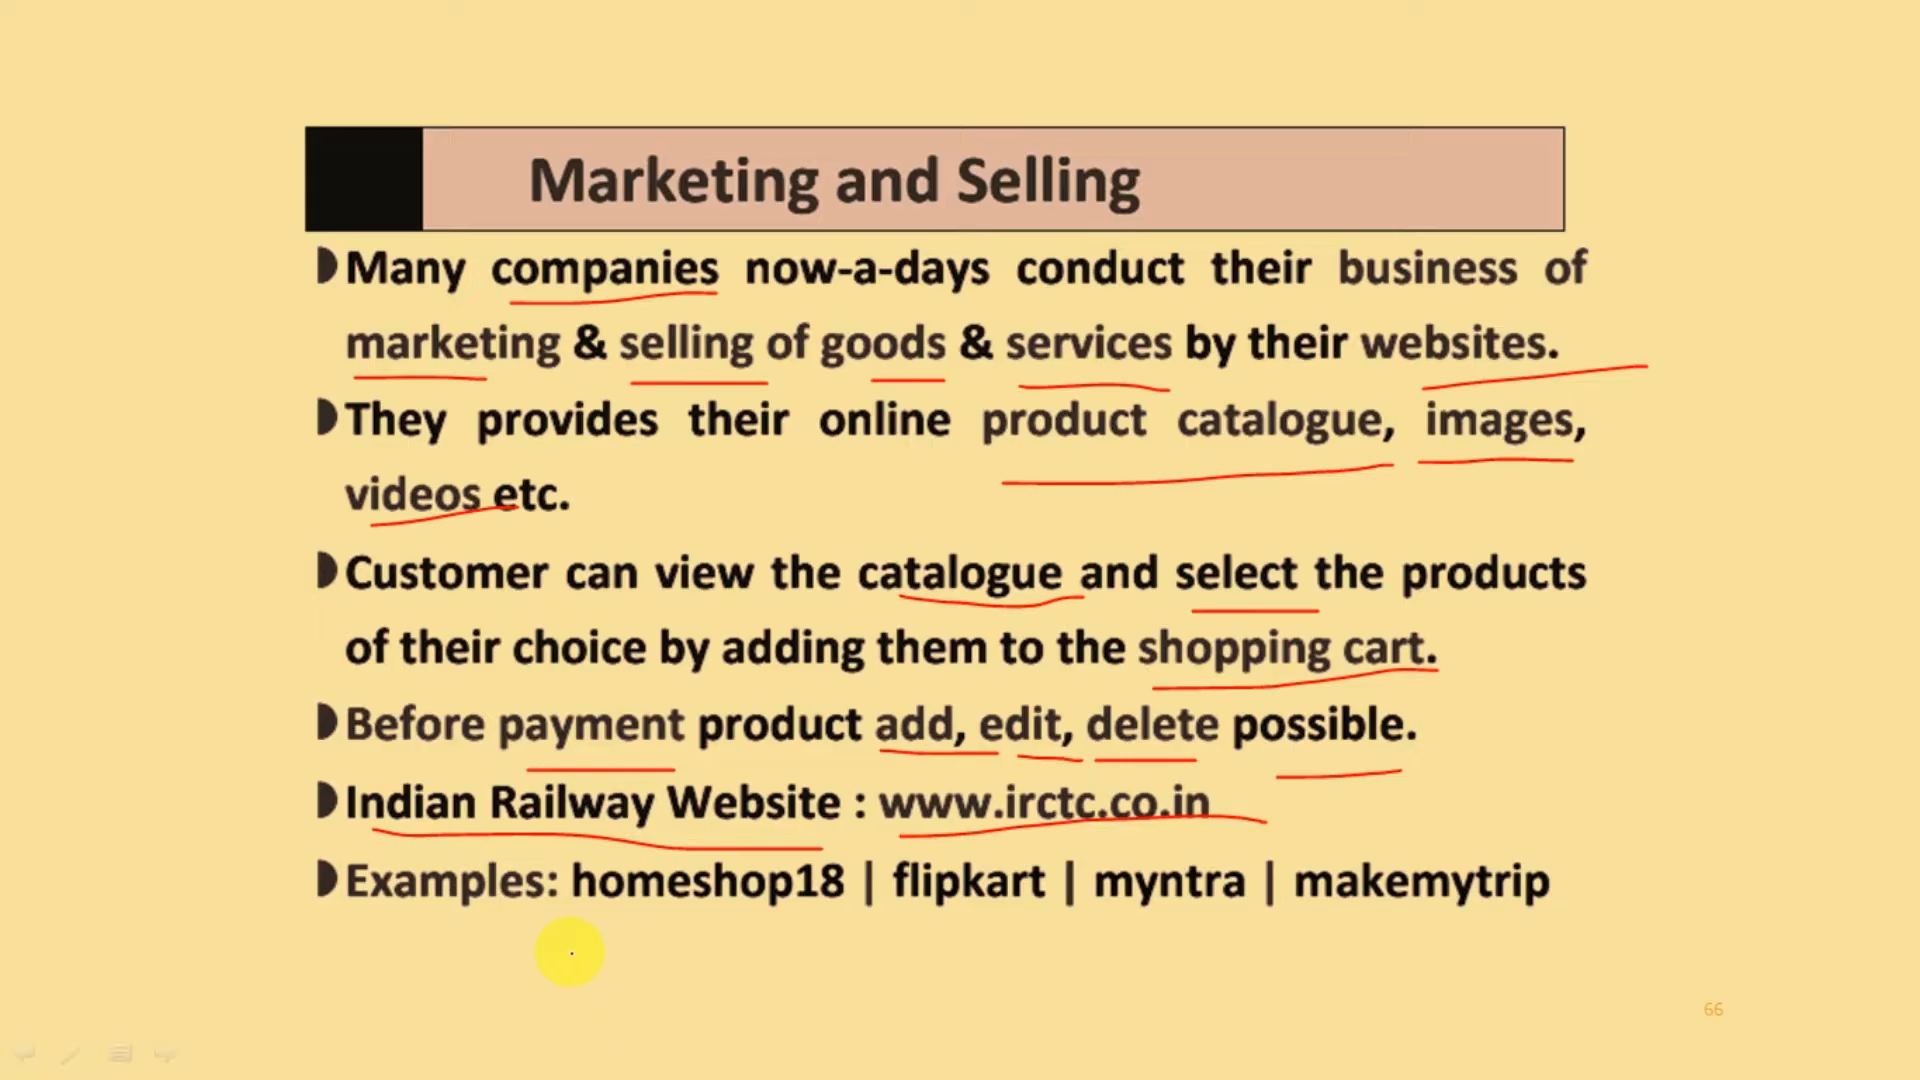 Marketing and Selling
Many companies now-a-days conduct their business of
marketing & selling of goods & services by their websites.
They provides their online product catalogue, images,
videos etc.
Customer can view the catalogue and select the products
of their choice by adding them to the shopping cart.
Before payment product add, edit, delete possible.
Indian Railway Website : www.irctc.co.in
Examples: homeshop18 | flipkart | myntra | makemytrip
66